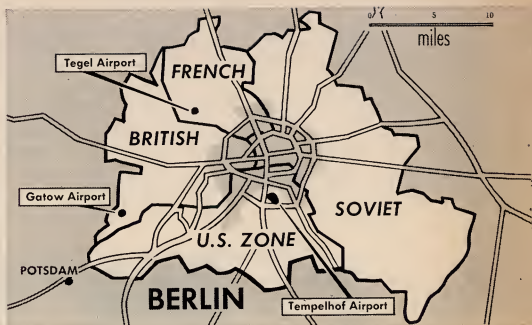 0 5 10
miles
Tegel Airport
FRENCH
BRITISH
Gatow Airport
SOVIET
U.S. ZONE
POTSDAM
BERLIN
Tempelhof Airport